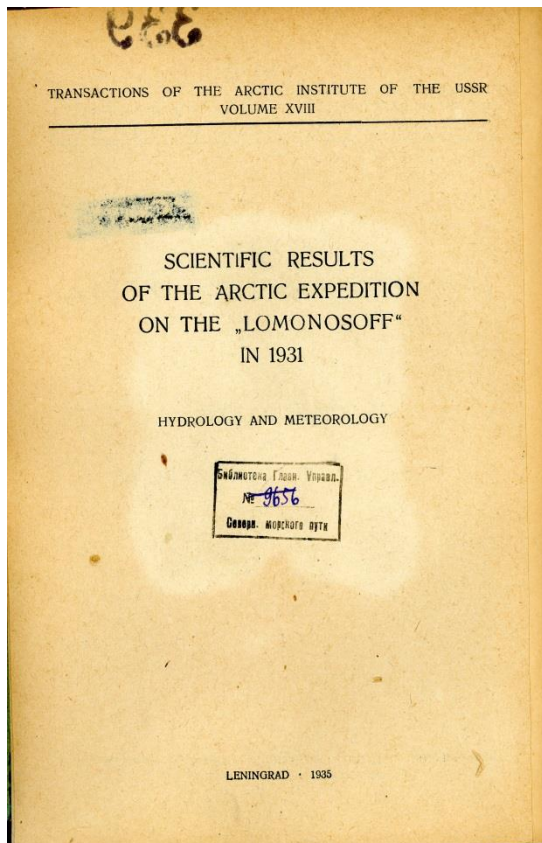 TRANSACTIONS OF THE ARCTIC INSTITUTE OF THE USSR
VOLUME XVIII
SCIENTIFIC RESULTS
OF THE ARCTIC EXPEDITION
ON THE „LOMONOSOFF“
IN 1931
HYDROLOGY AND METEOROLOGY
Библиотека Главн. Управл.
№ 9656
Северн. морского пути
LENINGRAD · 1935